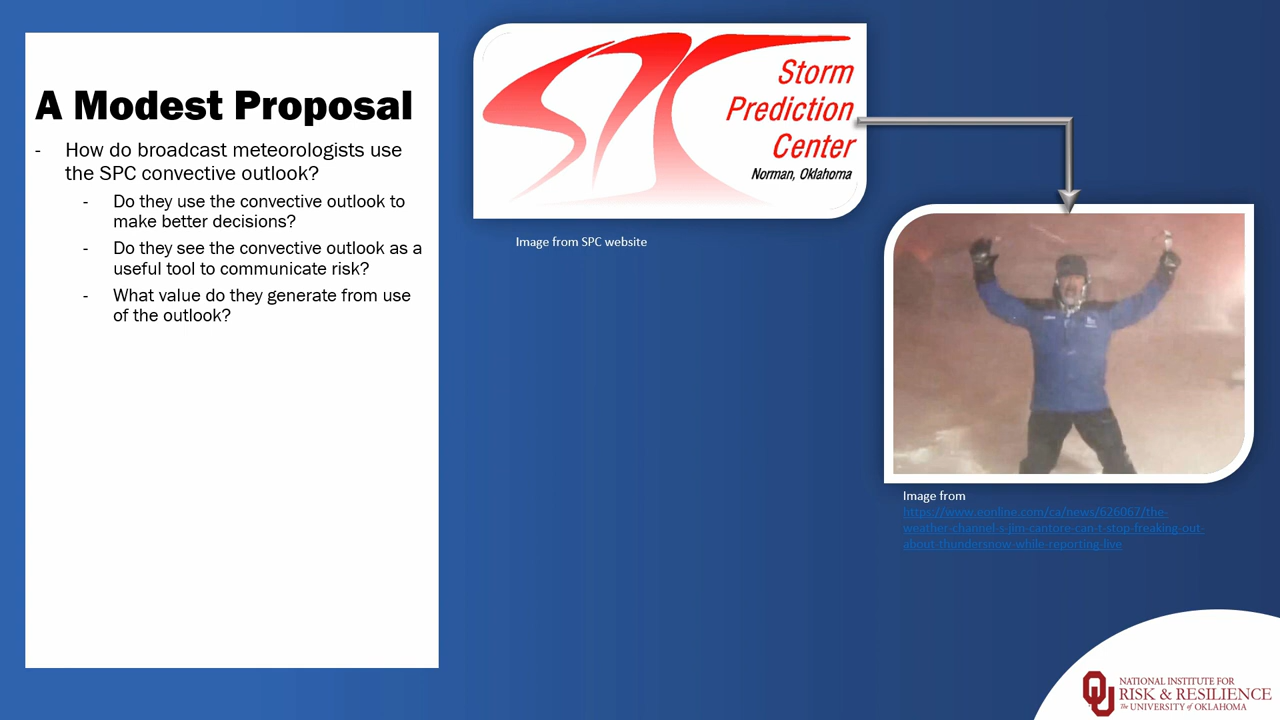 A Modest Proposal
- How do broadcast meteorologists use
the SPC convective outlook?
- Do they use the convective outlook to
make better decisions?
- Do they see the convective outlook as a
useful tool to communicate risk?
- What value do they generate from use
of the outlook?
SPC
Storm
Prediction
Center
Norman, Oklahoma
Image from SPC website
Image from
https://www.eonline.com/ca/news/626067/the-
weather-channel-s-jim-cantore-can-t-stop-freaking-out-
about-thundersnow-while-reporting-live
OU
NATIONAL INSTITUTE FOR
RISK & RESILIENCE
The UNIVERSITY of OKLAHOMA